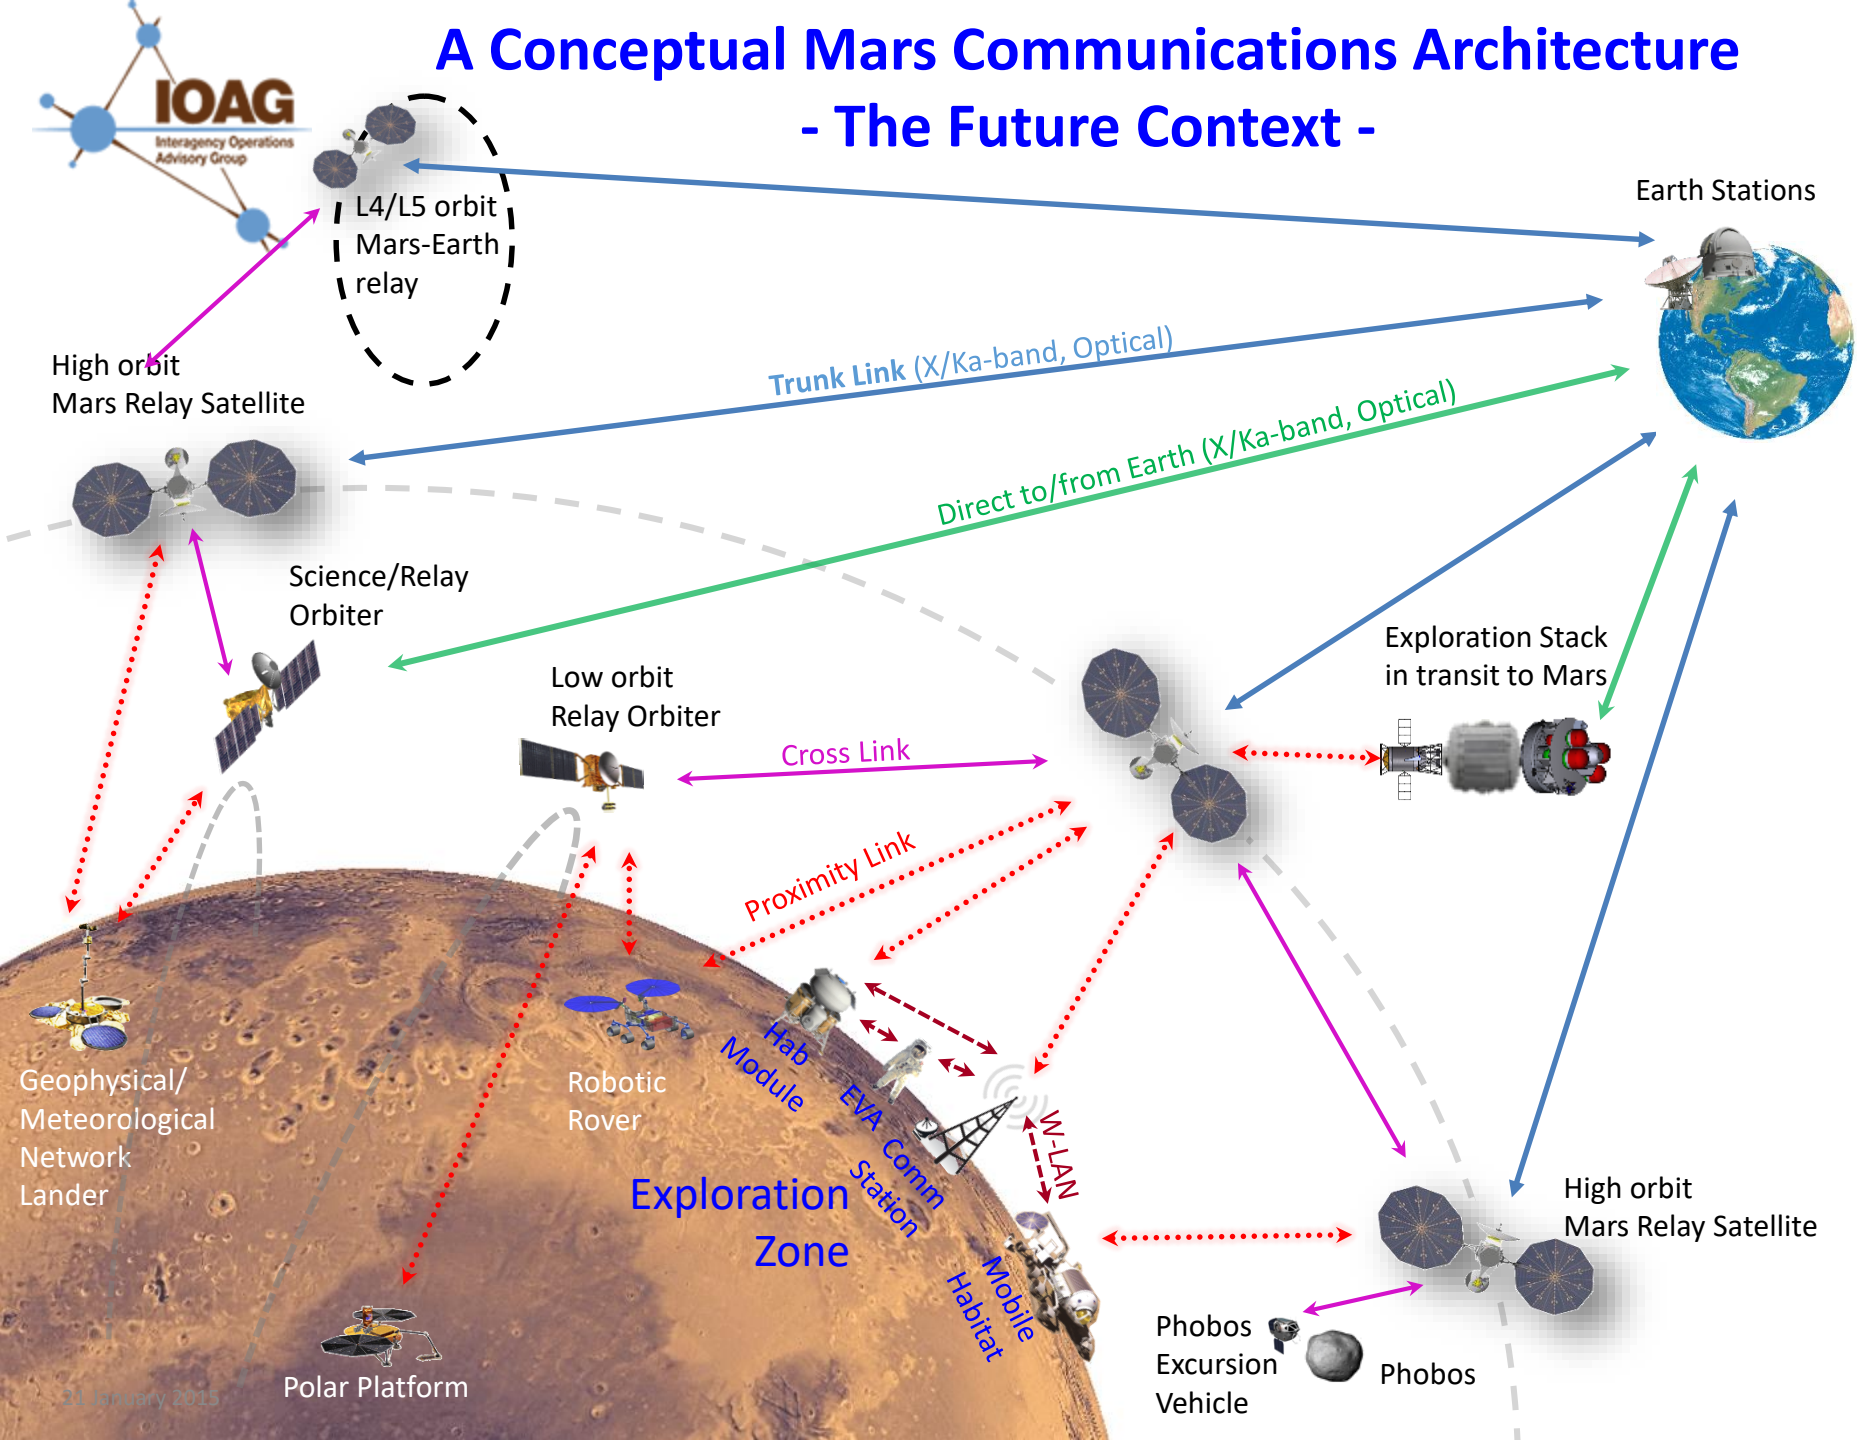 A Conceptual Mars Communications Architecture
- The Future Context -
IOAG
Interagency Operations
Advisory Group
L4/L5 orbit
Mars-Earth
relay
Earth Stations
High orbit
Mars Relay Satellite
Trunk Link (X/Ka-band, Optical)
Direct to/from Earth (X/Ka-band, Optical)
Science/Relay
Orbiter
Low orbit
Relay Orbiter
Cross Link
Exploration Stack
in transit to Mars
Proximity Link
Geophysical/
Meteorological
Network
Lander
Robotic
Rover
Hab
Module
EVA
Comm
Station
W-LAN
Exploration
Zone
Mobile
Habitat
High orbit
Mars Relay Satellite
Phobos
Excursion
Vehicle
Phobos
Polar Platform
21 January 2015